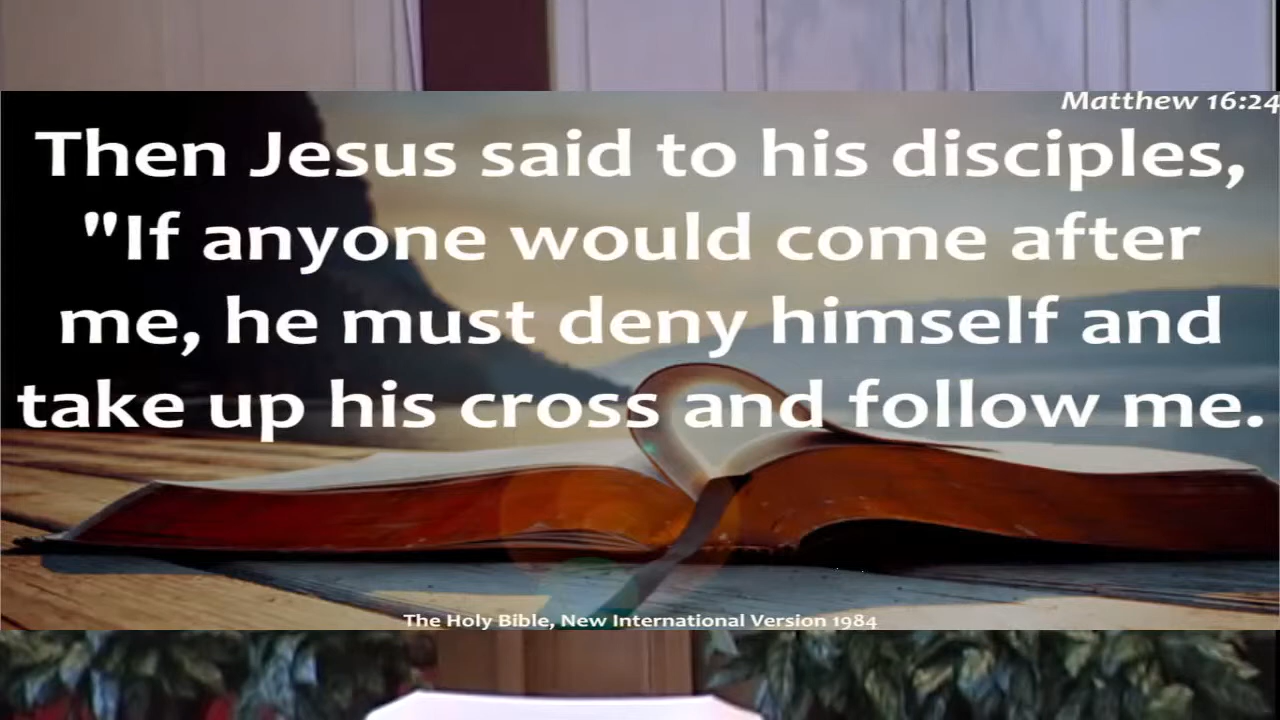 Matthew 16:24
Then Jesus said to his disciples,
"If anyone would come after
me, he must deny himself and
take up his cross and follow me.
The Holy Bible, New International Version 1984